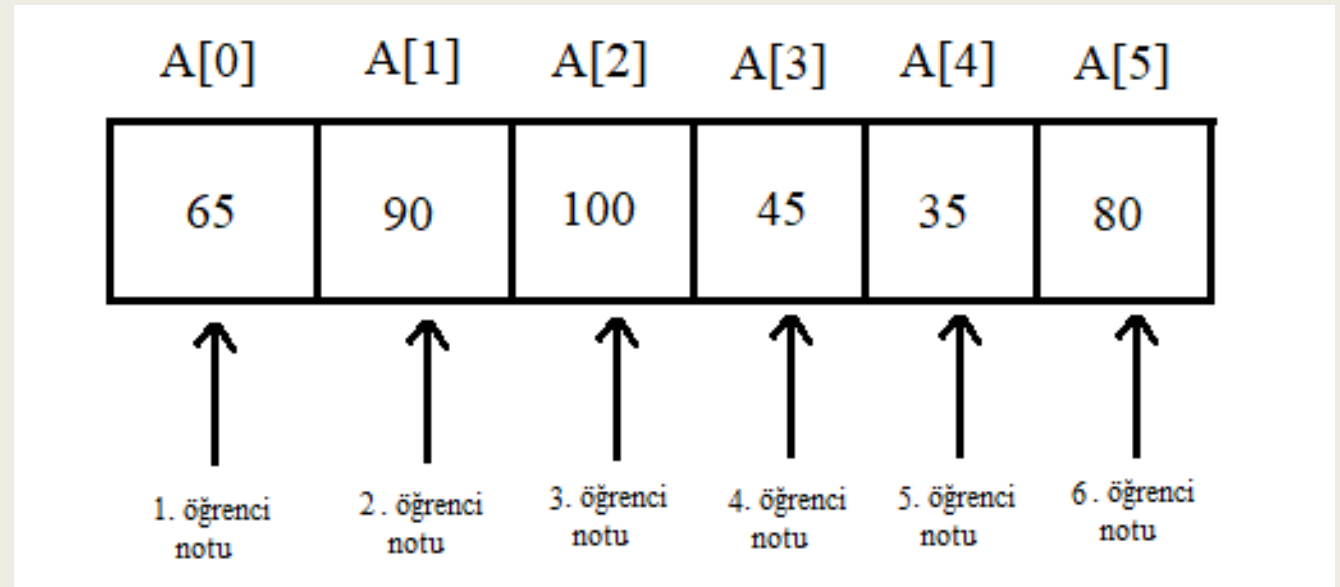 A[0] A[1] A[2] A[3] A[4] A[5]
65 90 100 45 35 80
1. öğrenci 2. öğrenci 3. öğrenci 4. öğrenci 5. öğrenci 6. öğrenci
notu notu notu notu notu notu